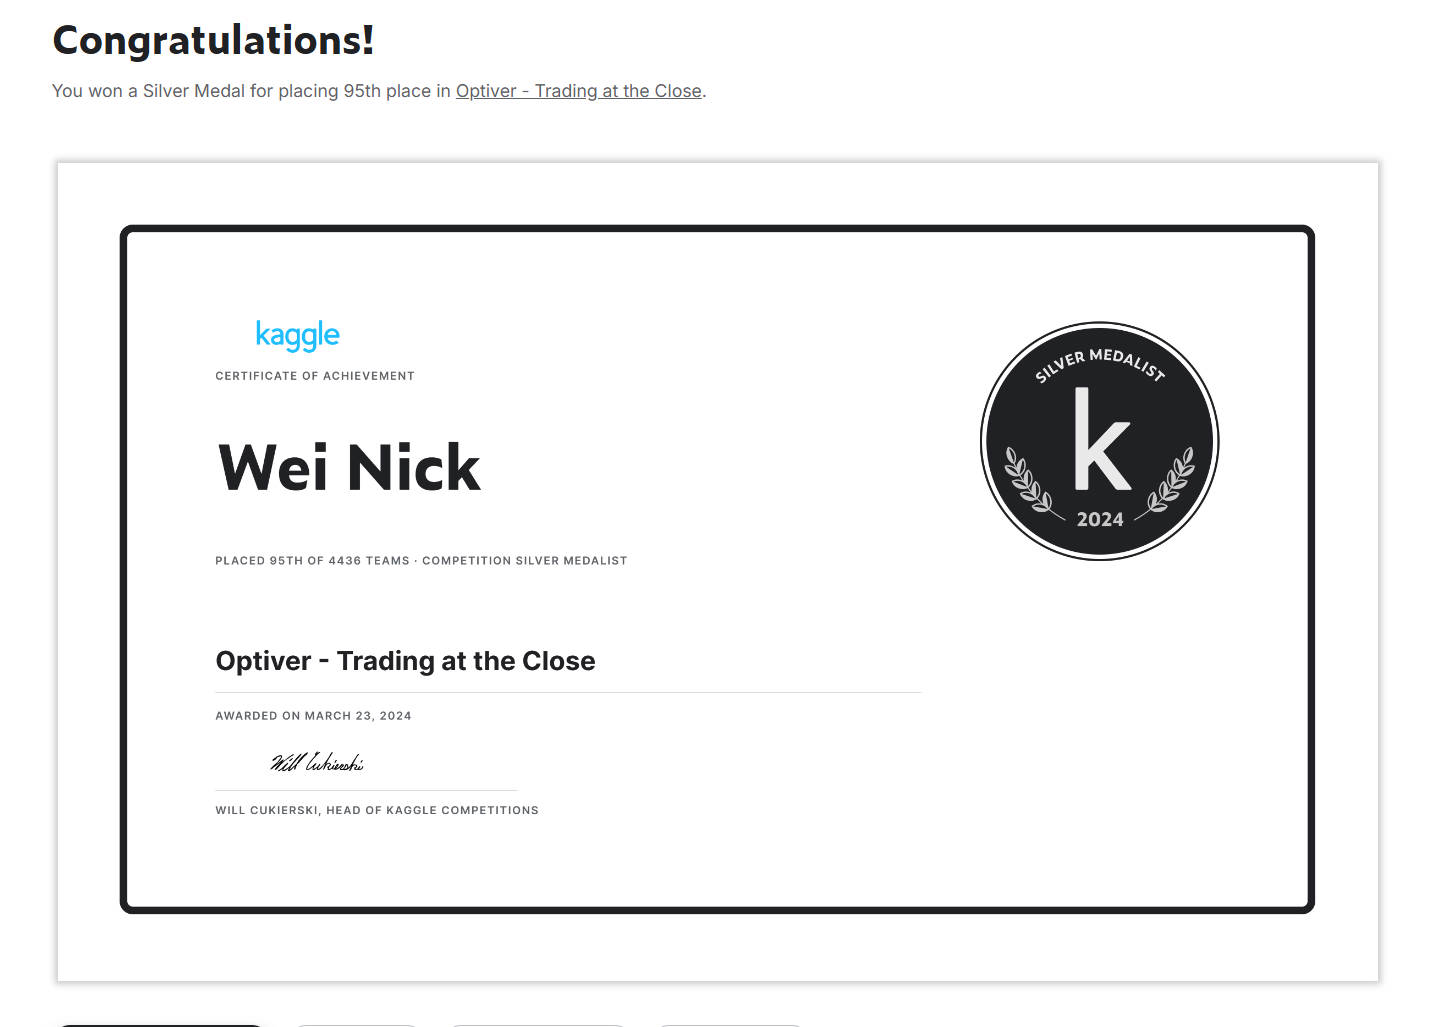 Congratulations!
You won a Silver Medal for placing 95th place in Optiver - Trading at the Close.
kaggle
CERTIFICATE OF ACHIEVEMENT
Wei Nick
PLACED 95TH OF 4436 TEAMS · COMPETITION SILVER MEDALIST
SILVER MEDALIST
k
2024
Optiver - Trading at the Close
AWARDED ON MARCH 23, 2024
Will Cukierski
WILL CUKIERSKI, HEAD OF KAGGLE COMPETITIONS